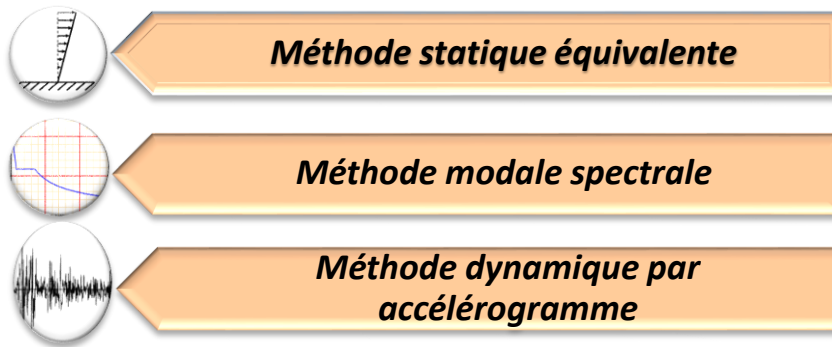 Méthode statique équivalente
Méthode modale spectrale
Méthode dynamique par
accélérogramme